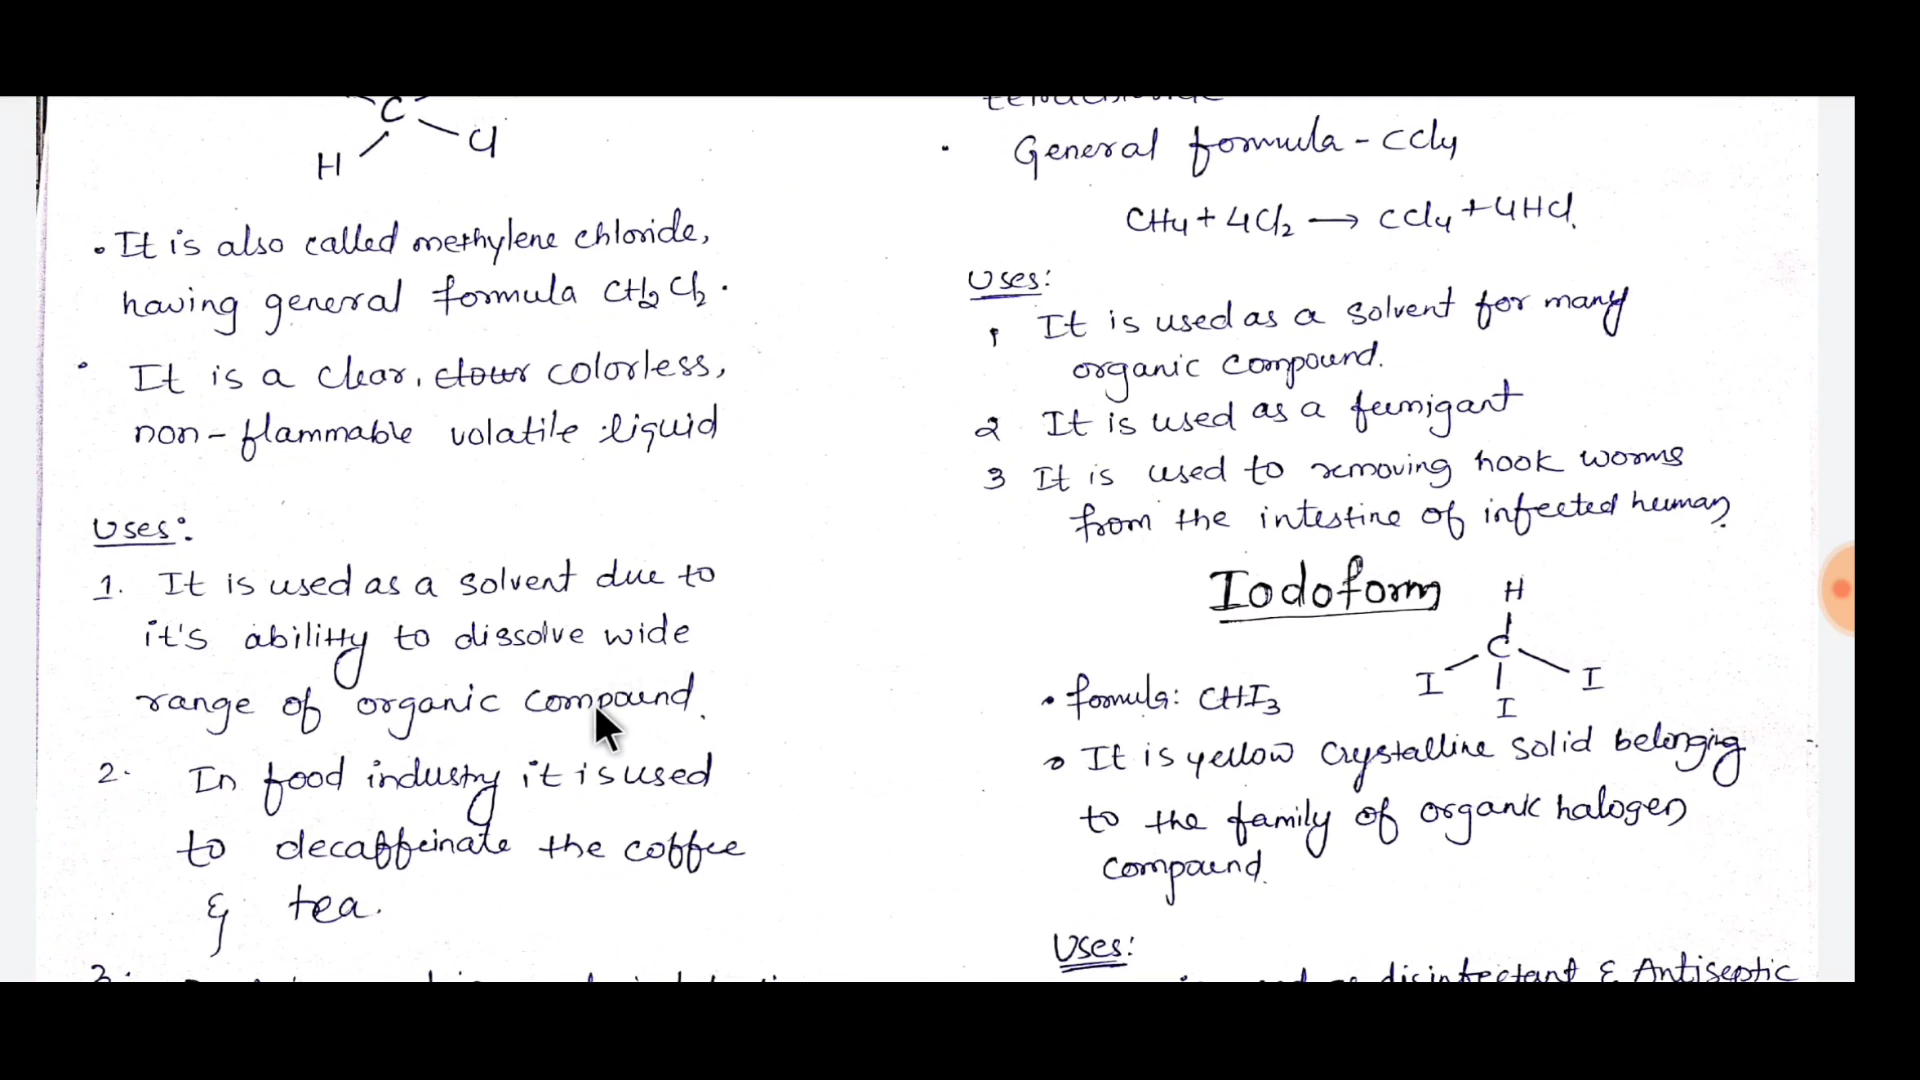 C
Cl
H
• It is also called methylene chloride,
having general formula CH2Cl2.
• It is a clear, colorless,
non-flammable volatile liquid
Uses:
1. It is used as a solvent due to
it's ability to dissolve wide
range of organic compound.
2. In food industry it is used
to decaffeinate the coffee
& tea.
3.
• General formula - CCl4
CH4 + 4Cl2 → CCl4 + 4HCl.
Uses:
1 It is used as a solvent for many
organic compound.
2 It is used as a fumigant
3 It is used to removing hook worms
from the intestine of infected human.
Iodoform
H
C
I I
I
• formula: CHI3
• It is yellow crystalline solid belonging
to the family of organic halogen
compound.
Uses:
disinfectant & Antiseptic